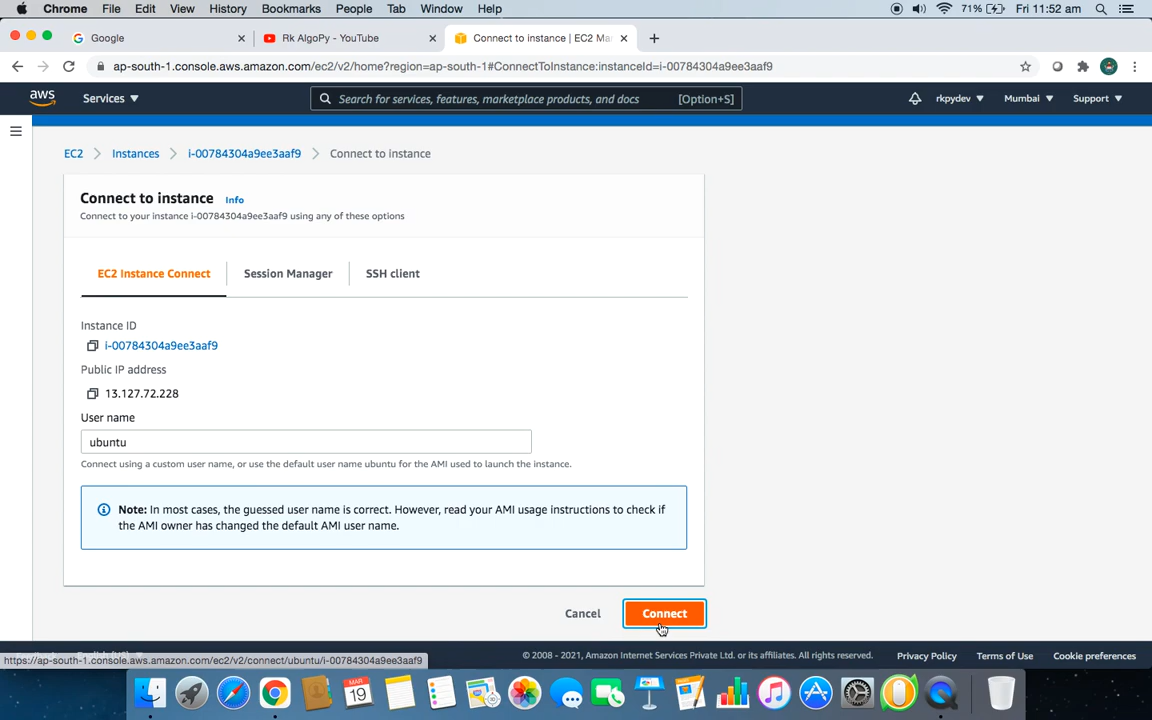 Chrome File Edit View History Bookmarks People Tab Window Help 71% Fri 11:52 am
Google Rk AlgoPy - YouTube Connect to instance | EC2 Ma
ap-south-1.console.aws.amazon.com/ec2/v2/home?region=ap-south-1#ConnectToInstance:instanceId=i-00784304a9ee3aaf9
aws Services Search for services, features, marketplace products, and docs [Option+S] rkpydev Mumbai Support
EC2 Instances i-00784304a9ee3aaf9 Connect to instance
Connect to instance Info
Connect to your instance i-00784304a9ee3aaf9 using any of these options
EC2 Instance Connect Session Manager SSH client
Instance ID
i-00784304a9ee3aaf9
Public IP address
13.127.72.228
User name
ubuntu
Connect using a custom user name, or use the default user name ubuntu for the AMI used to launch the instance.
Note: In most cases, the guessed user name is correct. However, read your AMI usage instructions to check if
the AMI owner has changed the default AMI user name.
Cancel Connect
© 2008 - 2021, Amazon Internet Services Private Ltd. or its affiliates. All rights reserved. Privacy Policy Terms of Use Cookie preferences
https://ap-south-1.console.aws.amazon.com/ec2/v2/connect/ubuntu/i-00784304a9ee3aaf9
MAR
19